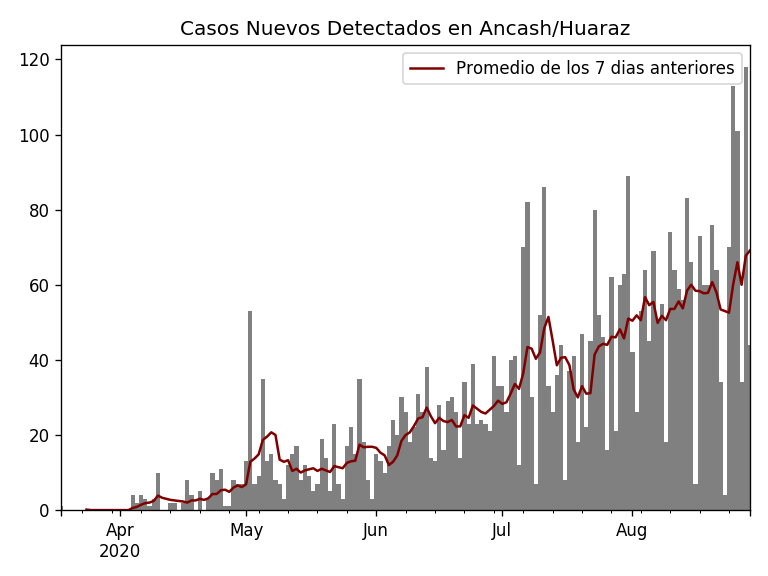 Casos Nuevos Detectados en Ancash/Huaraz
Promedio de los 7 dias anteriores
120
100
80
60
40
20
0
Apr
2020
May
Jun
Jul
Aug